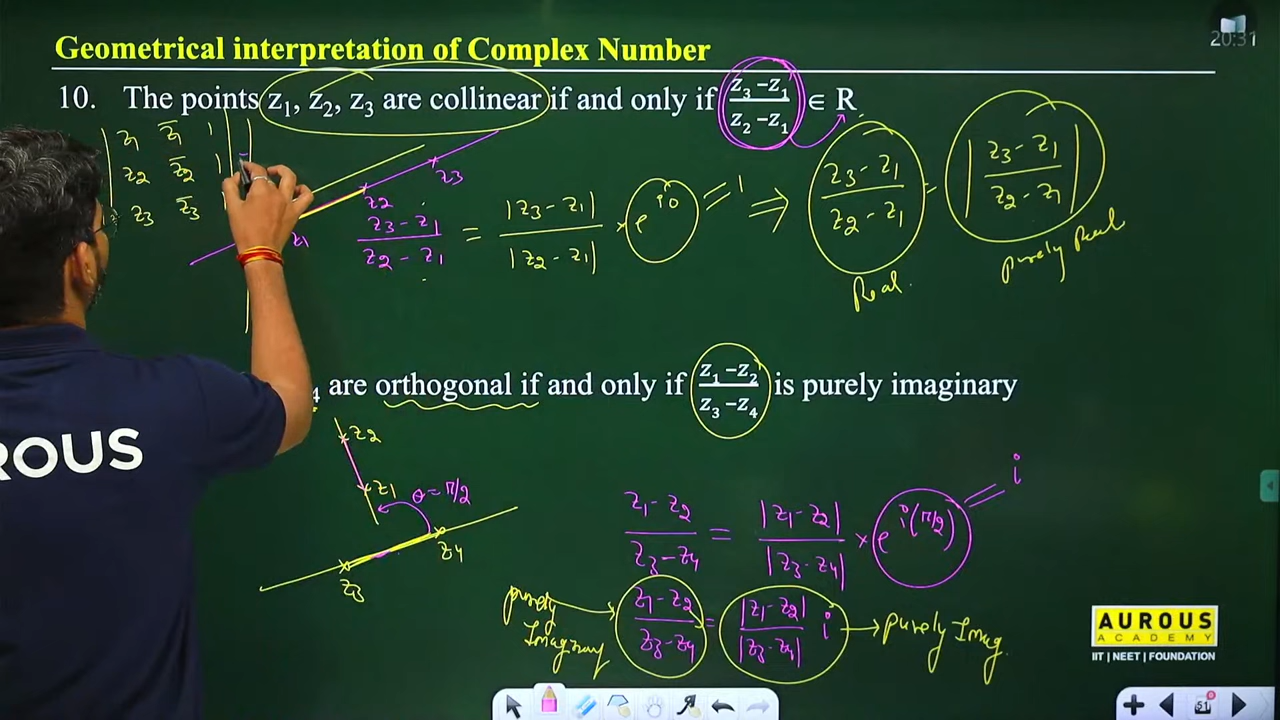 20:31
Geometrical interpretation of Complex Number
10. The points z₁, z₂, z₃ are collinear if and only if (z₃ – z₁)/(z₂ – z₁) ∈ R
| z₁ z̄₁ 1 |
| z₂ z̄₂ 1 |
| z₃ z̄₃
z₁ z₂ z₃
(z₃ – z₁)/(z₂ – z₁) = |z₃ – z₁|/|z₂ – z₁| × e^(i0) = 1 ⇒ (z₃ – z₁)/(z₂ – z₁) = |(z₃ – z₁)/(z₂ – z₁)|
Real.
purely Real
₄ are orthogonal if and only if (z₁ – z₂)/(z₃ – z₄) is purely imaginary
z₂
z₁ θ = π/2
z₄
z₃
(z₁ – z₂)/(z₃ – z₄) = |z₁ – z₂|/|z₃ – z₄| × e^(i(π/2)) = i
purely Imaginary → (z₁ – z₂)/(z₃ – z₄) = |z₁ – z₂|/|z₃ – z₄| i → purely Imag.
ROUS
AUROUS
ACADEMY
IIT | NEET | FOUNDATION
51